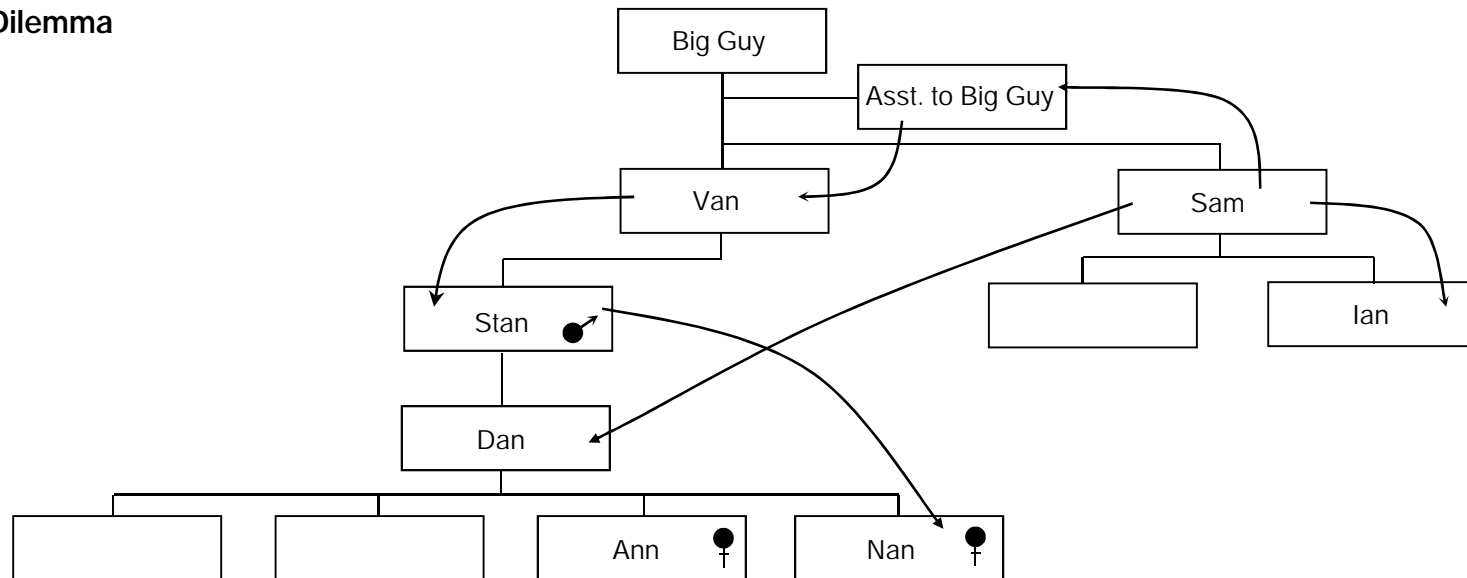 Dilemma
Big Guy
Asst. to Big Guy
Van
Sam
Stan
Ian
Dan
Ann
Nan